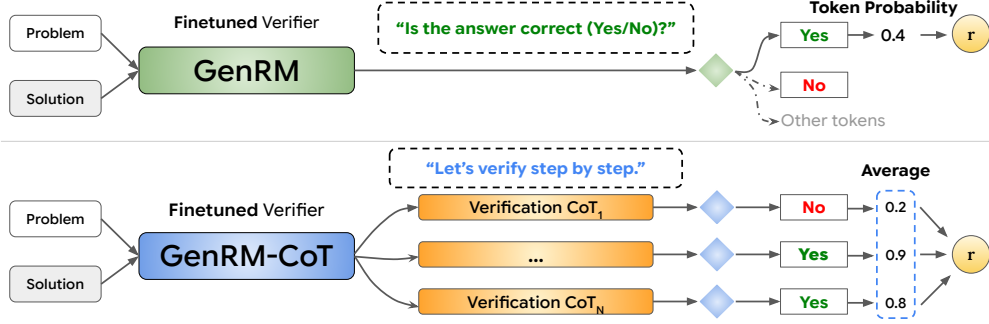 Problem
Solution
Finetuned Verifier
GenRM
“Is the answer correct (Yes/No)?”
Token Probability
Yes
0.4
r
No
Other tokens
Problem
Solution
Finetuned Verifier
GenRM-CoT
“Let’s verify step by step.”
Average
Verification CoT₁
No
0.2
...
Yes
0.9
r
Verification CoT_N
Yes
0.8